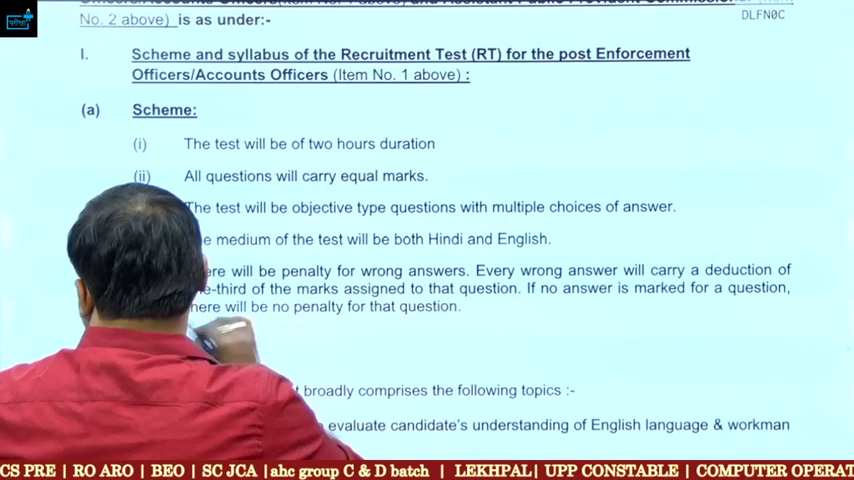 परीक्षा
No. 2 above) is as under:-
DLFN0C
I. Scheme and syllabus of the Recruitment Test (RT) for the post Enforcement
Officers/Accounts Officers (Item No. 1 above) :
(a) Scheme:
(i) The test will be of two hours duration
(ii) All questions will carry equal marks.
The test will be objective type questions with multiple choices of answer.
medium of the test will be both Hindi and English.
will be penalty for wrong answers. Every wrong answer will carry a deduction of
of the marks assigned to that question. If no answer is marked for a question,
here will be no penalty for that question.
broadly comprises the following topics :-
evaluate candidate's understanding of English language & workman
CS PRE | RO ARO | BEO | SC JCA |ahc group C & D batch | LEKHPAL| UPP CONSTABLE | COMPUTER OPERAT